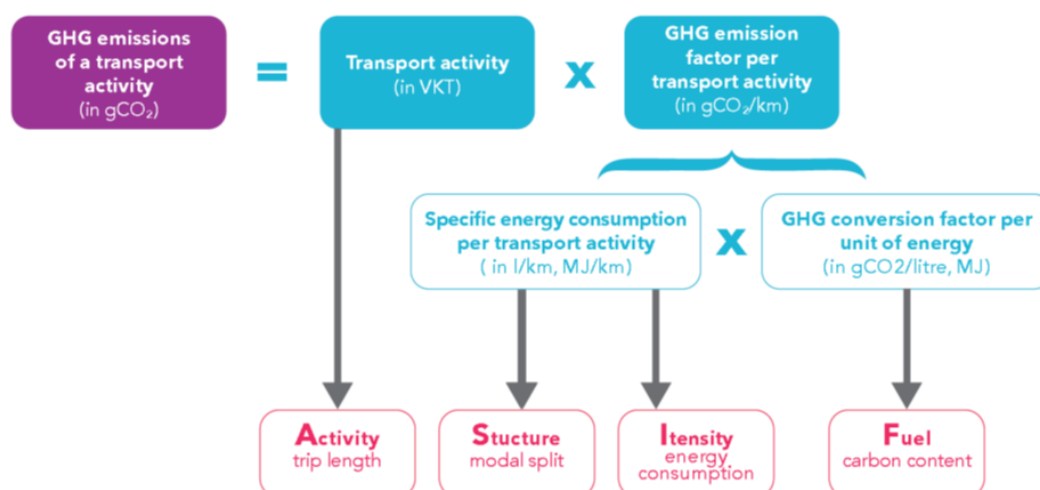 GHG emissions
of a transport
activity
(in gCO₂)
=
Transport activity
(in VKT)
x
GHG emission
factor per
transport activity
(in gCO₂/km)
Specific energy consumption
per transport activity
( in l/km, MJ/km)
x
GHG conversion factor per
unit of energy
(in gCO2/litre, MJ)
Activity
trip length
Stucture
modal split
Itensity
energy
consumption
Fuel
carbon content